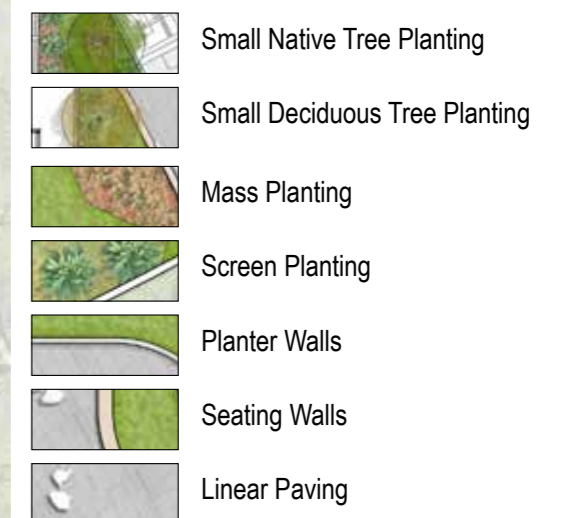 Small Native Tree Planting
Small Deciduous Tree Planting
Mass Planting
Screen Planting
Planter Walls
Seating Walls
Linear Paving